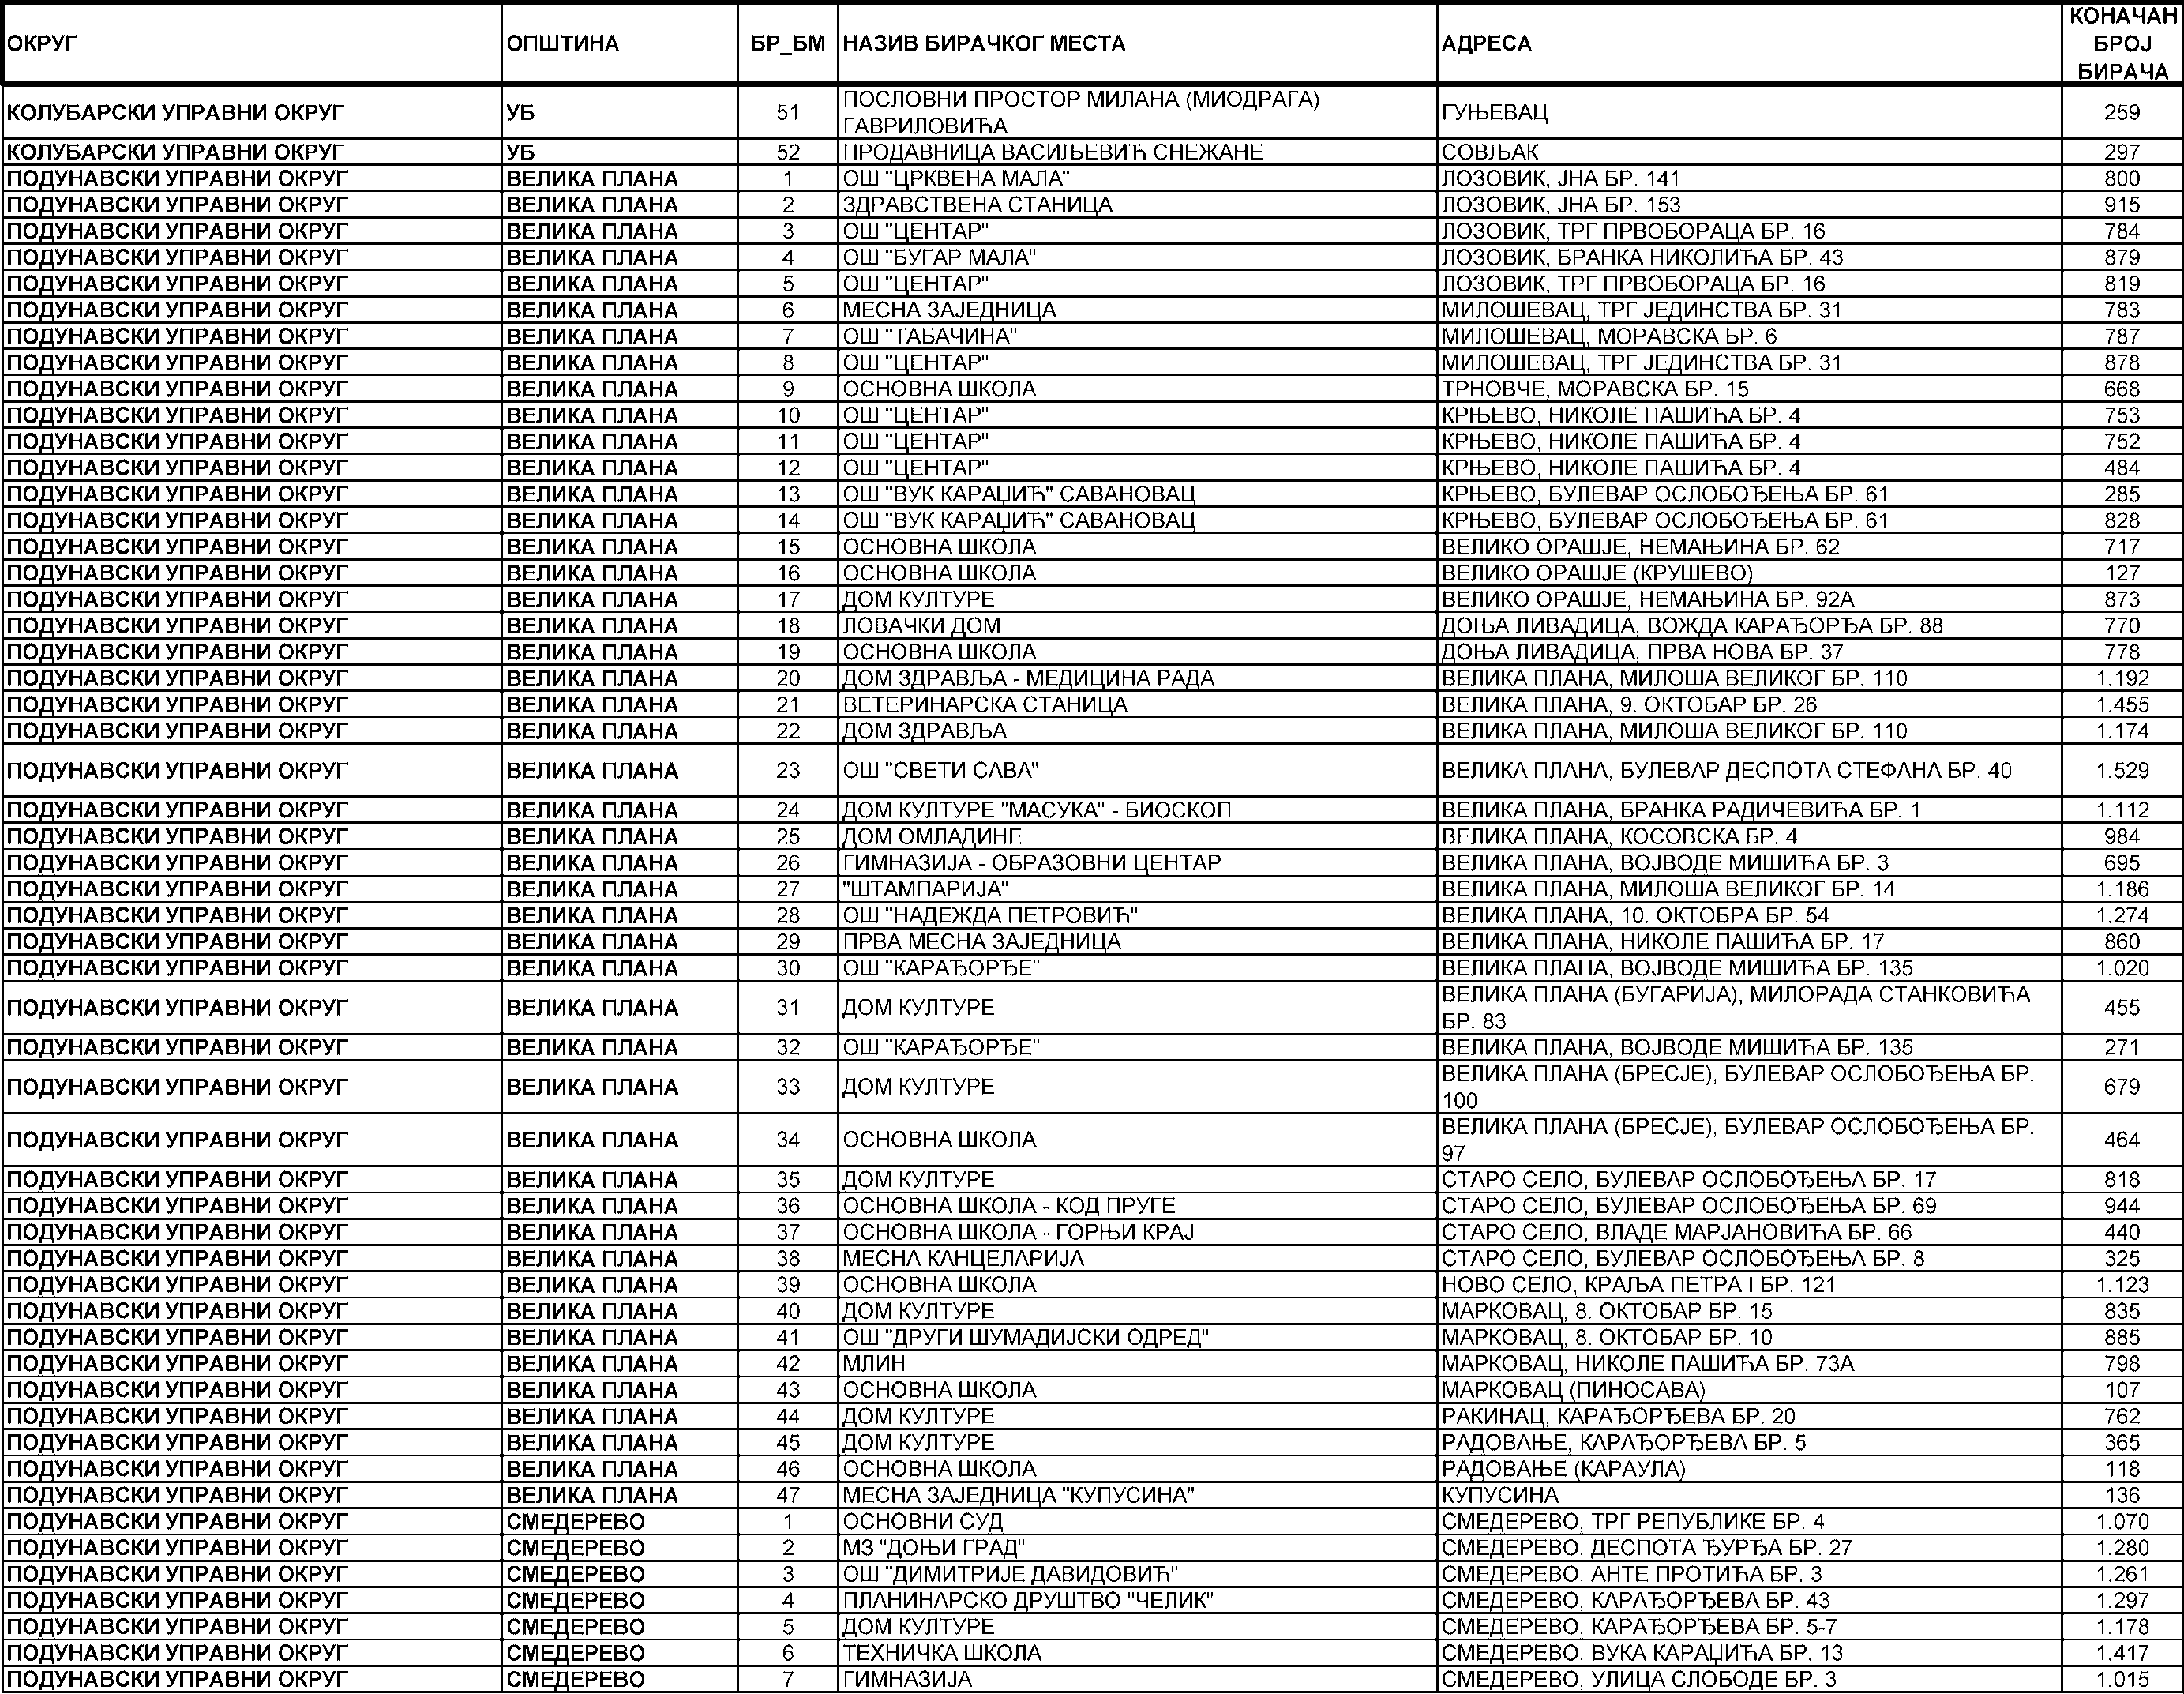 ОКРУГ ОПШТИНА БР_БМ НАЗИВ БИРАЧКОГ МЕСТА АДРЕСА КОНАЧАН БРОЈ БИРАЧА
КОЛУБАРСКИ УПРАВНИ ОКРУГ УБ 51 ПОСЛОВНИ ПРОСТОР МИЛАНА (МИОДРАГА) ГАВРИЛОВИЋА ГУЊЕВАЦ 259
КОЛУБАРСКИ УПРАВНИ ОКРУГ УБ 52 ПРОДАВНИЦА ВАСИЉЕВИЋ СНЕЖАНЕ СОВЉАК 297
ПОДУНАВСКИ УПРАВНИ ОКРУГ ВЕЛИКА ПЛАНА 1 ОШ "ЦРКВЕНА МАЛА" ЛОЗОВИК, ЈНА БР. 141 800
ПОДУНАВСКИ УПРАВНИ ОКРУГ ВЕЛИКА ПЛАНА 2 ЗДРАВСТВЕНА СТАНИЦА ЛОЗОВИК, ЈНА БР. 153 915
ПОДУНАВСКИ УПРАВНИ ОКРУГ ВЕЛИКА ПЛАНА 3 ОШ "ЦЕНТАР" ЛОЗОВИК, ТРГ ПРВОБОРАЦА БР. 16 784
ПОДУНАВСКИ УПРАВНИ ОКРУГ ВЕЛИКА ПЛАНА 4 ОШ "БУГАР МАЛА" ЛОЗОВИК, БРАНКА НИКОЛИЋА БР. 43 879
ПОДУНАВСКИ УПРАВНИ ОКРУГ ВЕЛИКА ПЛАНА 5 ОШ "ЦЕНТАР" ЛОЗОВИК, ТРГ ПРВОБОРАЦА БР. 16 819
ПОДУНАВСКИ УПРАВНИ ОКРУГ ВЕЛИКА ПЛАНА 6 МЕСНА ЗАЈЕДНИЦА МИЛОШЕВАЦ, ТРГ ЈЕДИНСТВА БР. 31 783
ПОДУНАВСКИ УПРАВНИ ОКРУГ ВЕЛИКА ПЛАНА 7 ОШ "ТАБАЧИНА" МИЛОШЕВАЦ, МОРАВСКА БР. 6 787
ПОДУНАВСКИ УПРАВНИ ОКРУГ ВЕЛИКА ПЛАНА 8 ОШ "ЦЕНТАР" МИЛОШЕВАЦ, ТРГ ЈЕДИНСТВА БР. 31 878
ПОДУНАВСКИ УПРАВНИ ОКРУГ ВЕЛИКА ПЛАНА 9 ОСНОВНА ШКОЛА ТРНОВЧЕ, МОРАВСКА БР. 15 668
ПОДУНАВСКИ УПРАВНИ ОКРУГ ВЕЛИКА ПЛАНА 10 ОШ "ЦЕНТАР" КРЊЕВО, НИКОЛЕ ПАШИЋА БР. 4 753
ПОДУНАВСКИ УПРАВНИ ОКРУГ ВЕЛИКА ПЛАНА 11 ОШ "ЦЕНТАР" КРЊЕВО, НИКОЛЕ ПАШИЋА БР. 4 752
ПОДУНАВСКИ УПРАВНИ ОКРУГ ВЕЛИКА ПЛАНА 12 ОШ "ЦЕНТАР" КРЊЕВО, НИКОЛЕ ПАШИЋА БР. 4 484
ПОДУНАВСКИ УПРАВНИ ОКРУГ ВЕЛИКА ПЛАНА 13 ОШ "ВУК КАРАЏИЋ" САВАНОВАЦ КРЊЕВО, БУЛЕВАР ОСЛОБОЂЕЊА БР. 61 285
ПОДУНАВСКИ УПРАВНИ ОКРУГ ВЕЛИКА ПЛАНА 14 ОШ "ВУК КАРАЏИЋ" САВАНОВАЦ КРЊЕВО, БУЛЕВАР ОСЛОБОЂЕЊА БР. 61 828
ПОДУНАВСКИ УПРАВНИ ОКРУГ ВЕЛИКА ПЛАНА 15 ОСНОВНА ШКОЛА ВЕЛИКО ОРАШЈЕ, НЕМАЊИНА БР. 62 717
ПОДУНАВСКИ УПРАВНИ ОКРУГ ВЕЛИКА ПЛАНА 16 ОСНОВНА ШКОЛА ВЕЛИКО ОРАШЈЕ (КРУШЕВО) 127
ПОДУНАВСКИ УПРАВНИ ОКРУГ ВЕЛИКА ПЛАНА 17 ДОМ КУЛТУРЕ ВЕЛИКО ОРАШЈЕ, НЕМАЊИНА БР. 92А 873
ПОДУНАВСКИ УПРАВНИ ОКРУГ ВЕЛИКА ПЛАНА 18 ЛОВАЧКИ ДОМ ДОЊА ЛИВАДИЦА, ВОЖДА КАРАЂОРЂА БР. 88 770
ПОДУНАВСКИ УПРАВНИ ОКРУГ ВЕЛИКА ПЛАНА 19 ОСНОВНА ШКОЛА ДОЊА ЛИВАДИЦА, ПРВА НОВА БР. 37 778
ПОДУНАВСКИ УПРАВНИ ОКРУГ ВЕЛИКА ПЛАНА 20 ДОМ ЗДРАВЉА - МЕДИЦИНА РАДА ВЕЛИКА ПЛАНА, МИЛОША ВЕЛИКОГ БР. 110 1.192
ПОДУНАВСКИ УПРАВНИ ОКРУГ ВЕЛИКА ПЛАНА 21 ВЕТЕРИНАРСКА СТАНИЦА ВЕЛИКА ПЛАНА, 9. ОКТОБАР БР. 26 1.455
ПОДУНАВСКИ УПРАВНИ ОКРУГ ВЕЛИКА ПЛАНА 22 ДОМ ЗДРАВЉА ВЕЛИКА ПЛАНА, МИЛОША ВЕЛИКОГ БР. 110 1.174
ПОДУНАВСКИ УПРАВНИ ОКРУГ ВЕЛИКА ПЛАНА 23 ОШ "СВЕТИ САВА" ВЕЛИКА ПЛАНА, БУЛЕВАР ДЕСПОТА СТЕФАНА БР. 40 1.529
ПОДУНАВСКИ УПРАВНИ ОКРУГ ВЕЛИКА ПЛАНА 24 ДОМ КУЛТУРЕ "МАСУКА" - БИОСКОП ВЕЛИКА ПЛАНА, БРАНКА РАДИЧЕВИЋА БР. 1 1.112
ПОДУНАВСКИ УПРАВНИ ОКРУГ ВЕЛИКА ПЛАНА 25 ДОМ ОМЛАДИНЕ ВЕЛИКА ПЛАНА, КОСОВСКА БР. 4 984
ПОДУНАВСКИ УПРАВНИ ОКРУГ ВЕЛИКА ПЛАНА 26 ГИМНАЗИЈА - ОБРАЗОВНИ ЦЕНТАР ВЕЛИКА ПЛАНА, ВОЈВОДЕ МИШИЋА БР. 3 695
ПОДУНАВСКИ УПРАВНИ ОКРУГ ВЕЛИКА ПЛАНА 27 "ШТАМПАРИЈА" ВЕЛИКА ПЛАНА, МИЛОША ВЕЛИКОГ БР. 14 1.186
ПОДУНАВСКИ УПРАВНИ ОКРУГ ВЕЛИКА ПЛАНА 28 ОШ "НАДЕЖДА ПЕТРОВИЋ" ВЕЛИКА ПЛАНА, 10. ОКТОБРА БР. 54 1.274
ПОДУНАВСКИ УПРАВНИ ОКРУГ ВЕЛИКА ПЛАНА 29 ПРВА МЕСНА ЗАЈЕДНИЦА ВЕЛИКА ПЛАНА, НИКОЛЕ ПАШИЋА БР. 17 860
ПОДУНАВСКИ УПРАВНИ ОКРУГ ВЕЛИКА ПЛАНА 30 ОШ "КАРАЂОРЂЕ" ВЕЛИКА ПЛАНА, ВОЈВОДЕ МИШИЋА БР. 135 1.020
ПОДУНАВСКИ УПРАВНИ ОКРУГ ВЕЛИКА ПЛАНА 31 ДОМ КУЛТУРЕ ВЕЛИКА ПЛАНА (БУГАРИЈА), МИЛОРАДА СТАНКОВИЋА БР. 83 455
ПОДУНАВСКИ УПРАВНИ ОКРУГ ВЕЛИКА ПЛАНА 32 ОШ "КАРАЂОРЂЕ" ВЕЛИКА ПЛАНА, ВОЈВОДЕ МИШИЋА БР. 135 271
ПОДУНАВСКИ УПРАВНИ ОКРУГ ВЕЛИКА ПЛАНА 33 ДОМ КУЛТУРЕ ВЕЛИКА ПЛАНА (БРЕСЈЕ), БУЛЕВАР ОСЛОБОЂЕЊА БР. 100 679
ПОДУНАВСКИ УПРАВНИ ОКРУГ ВЕЛИКА ПЛАНА 34 ОСНОВНА ШКОЛА ВЕЛИКА ПЛАНА (БРЕСЈЕ), БУЛЕВАР ОСЛОБОЂЕЊА БР. 97 464
ПОДУНАВСКИ УПРАВНИ ОКРУГ ВЕЛИКА ПЛАНА 35 ДОМ КУЛТУРЕ СТАРО СЕЛО, БУЛЕВАР ОСЛОБОЂЕЊА БР. 17 818
ПОДУНАВСКИ УПРАВНИ ОКРУГ ВЕЛИКА ПЛАНА 36 ОСНОВНА ШКОЛА - КОД ПРУГЕ СТАРО СЕЛО, БУЛЕВАР ОСЛОБОЂЕЊА БР. 69 944
ПОДУНАВСКИ УПРАВНИ ОКРУГ ВЕЛИКА ПЛАНА 37 ОСНОВНА ШКОЛА - ГОРЊИ КРАЈ СТАРО СЕЛО, ВЛАДЕ МАРЈАНОВИЋА БР. 66 440
ПОДУНАВСКИ УПРАВНИ ОКРУГ ВЕЛИКА ПЛАНА 38 МЕСНА КАНЦЕЛАРИЈА СТАРО СЕЛО, БУЛЕВАР ОСЛОБОЂЕЊА БР. 8 325
ПОДУНАВСКИ УПРАВНИ ОКРУГ ВЕЛИКА ПЛАНА 39 ОСНОВНА ШКОЛА НОВО СЕЛО, КРАЉА ПЕТРА I БР. 121 1.123
ПОДУНАВСКИ УПРАВНИ ОКРУГ ВЕЛИКА ПЛАНА 40 ДОМ КУЛТУРЕ МАРКОВАЦ, 8. ОКТОБАР БР. 15 835
ПОДУНАВСКИ УПРАВНИ ОКРУГ ВЕЛИКА ПЛАНА 41 ОШ "ДРУГИ ШУМАДИЈСКИ ОДРЕД" МАРКОВАЦ, 8. ОКТОБАР БР. 10 885
ПОДУНАВСКИ УПРАВНИ ОКРУГ ВЕЛИКА ПЛАНА 42 МЛИН МАРКОВАЦ, НИКОЛЕ ПАШИЋА БР. 73А 798
ПОДУНАВСКИ УПРАВНИ ОКРУГ ВЕЛИКА ПЛАНА 43 ОСНОВНА ШКОЛА МАРКОВАЦ (ПИНОСАВА) 107
ПОДУНАВСКИ УПРАВНИ ОКРУГ ВЕЛИКА ПЛАНА 44 ДОМ КУЛТУРЕ РАКИНАЦ, КАРАЂОРЂЕВА БР. 20 762
ПОДУНАВСКИ УПРАВНИ ОКРУГ ВЕЛИКА ПЛАНА 45 ДОМ КУЛТУРЕ РАДОВАЊЕ, КАРАЂОРЂЕВА БР. 5 365
ПОДУНАВСКИ УПРАВНИ ОКРУГ ВЕЛИКА ПЛАНА 46 ОСНОВНА ШКОЛА РАДОВАЊЕ (КАРАУЛА) 118
ПОДУНАВСКИ УПРАВНИ ОКРУГ ВЕЛИКА ПЛАНА 47 МЕСНА ЗАЈЕДНИЦА "КУПУСИНА" КУПУСИНА 136
ПОДУНАВСКИ УПРАВНИ ОКРУГ СМЕДЕРЕВО 1 ОСНОВНИ СУД СМЕДЕРЕВО, ТРГ РЕПУБЛИКЕ БР. 4 1.070
ПОДУНАВСКИ УПРАВНИ ОКРУГ СМЕДЕРЕВО 2 МЗ "ДОЊИ ГРАД" СМЕДЕРЕВО, ДЕСПОТА ЂУРЂА БР. 27 1.280
ПОДУНАВСКИ УПРАВНИ ОКРУГ СМЕДЕРЕВО 3 ОШ "ДИМИТРИЈЕ ДАВИДОВИЋ" СМЕДЕРЕВО, АНТЕ ПРОТИЋА БР. 3 1.261
ПОДУНАВСКИ УПРАВНИ ОКРУГ СМЕДЕРЕВО 4 ПЛАНИНАРСКО ДРУШТВО "ЧЕЛИК" СМЕДЕРЕВО, КАРАЂОРЂЕВА БР. 43 1.297
ПОДУНАВСКИ УПРАВНИ ОКРУГ СМЕДЕРЕВО 5 ДОМ КУЛТУРЕ СМЕДЕРЕВО, КАРАЂОРЂЕВА БР. 5-7 1.178
ПОДУНАВСКИ УПРАВНИ ОКРУГ СМЕДЕРЕВО 6 ТЕХНИЧКА ШКОЛА СМЕДЕРЕВО, ВУКА КАРАЏИЋА БР. 13 1.417
ПОДУНАВСКИ УПРАВНИ ОКРУГ СМЕДЕРЕВО 7 ГИМНАЗИЈА СМЕДЕРЕВО, УЛИЦА СЛОБОДЕ БР. 3 1.015